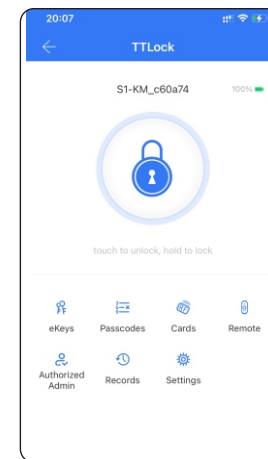 20:07
TTLock
S1-KM_c60a74
100%
touch to unlock, hold to lock
eKeys Passcodes Cards Remote
Authorized Admin Records Settings